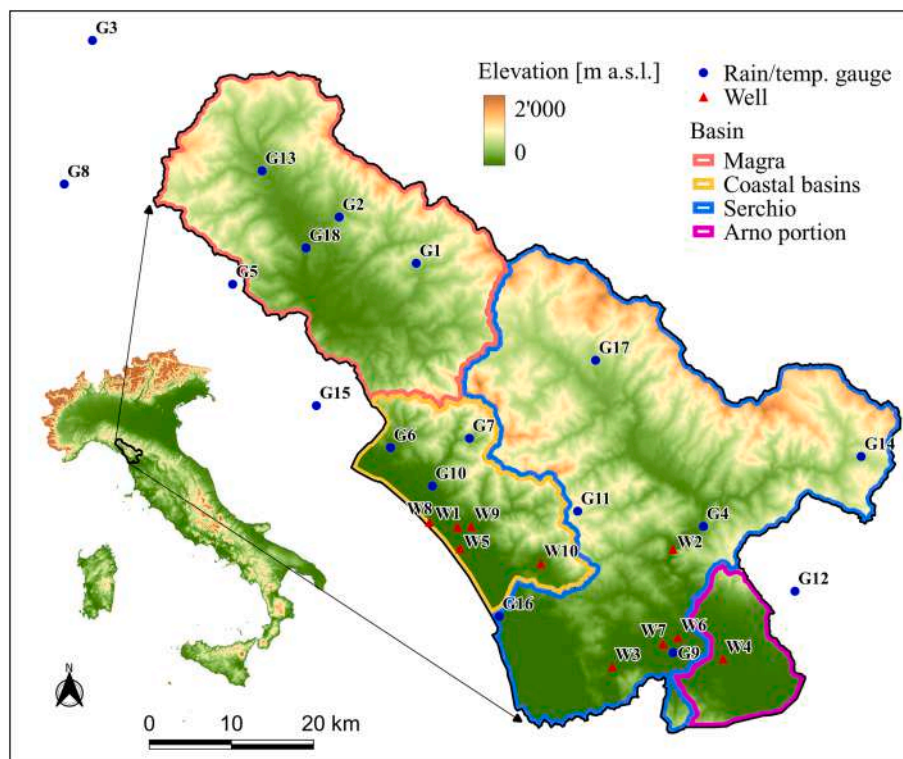 G3
Elevation [m a.s.l.]
2'000
0
Rain/temp. gauge
Well
Basin
Magra
Coastal basins
Serchio
Arno portion
G13
G8
G2
G18
G1
G5
G17
G15
G7
G6
G14
G10
G11
W8
W1
W9
G4
W5
W2
W10
G12
G16
W7
W6
G9
W4
W3
N
0
10
20 km